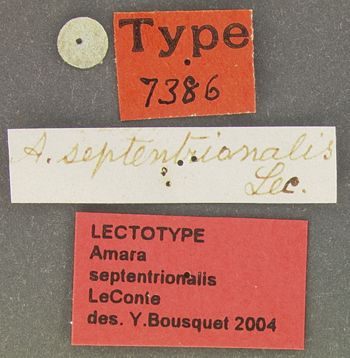 Type
7386
A. septentrionalis
Lec.
LECTOTYPE
Amara
septentrionalis
LeConte
des. Y.Bousquet 2004